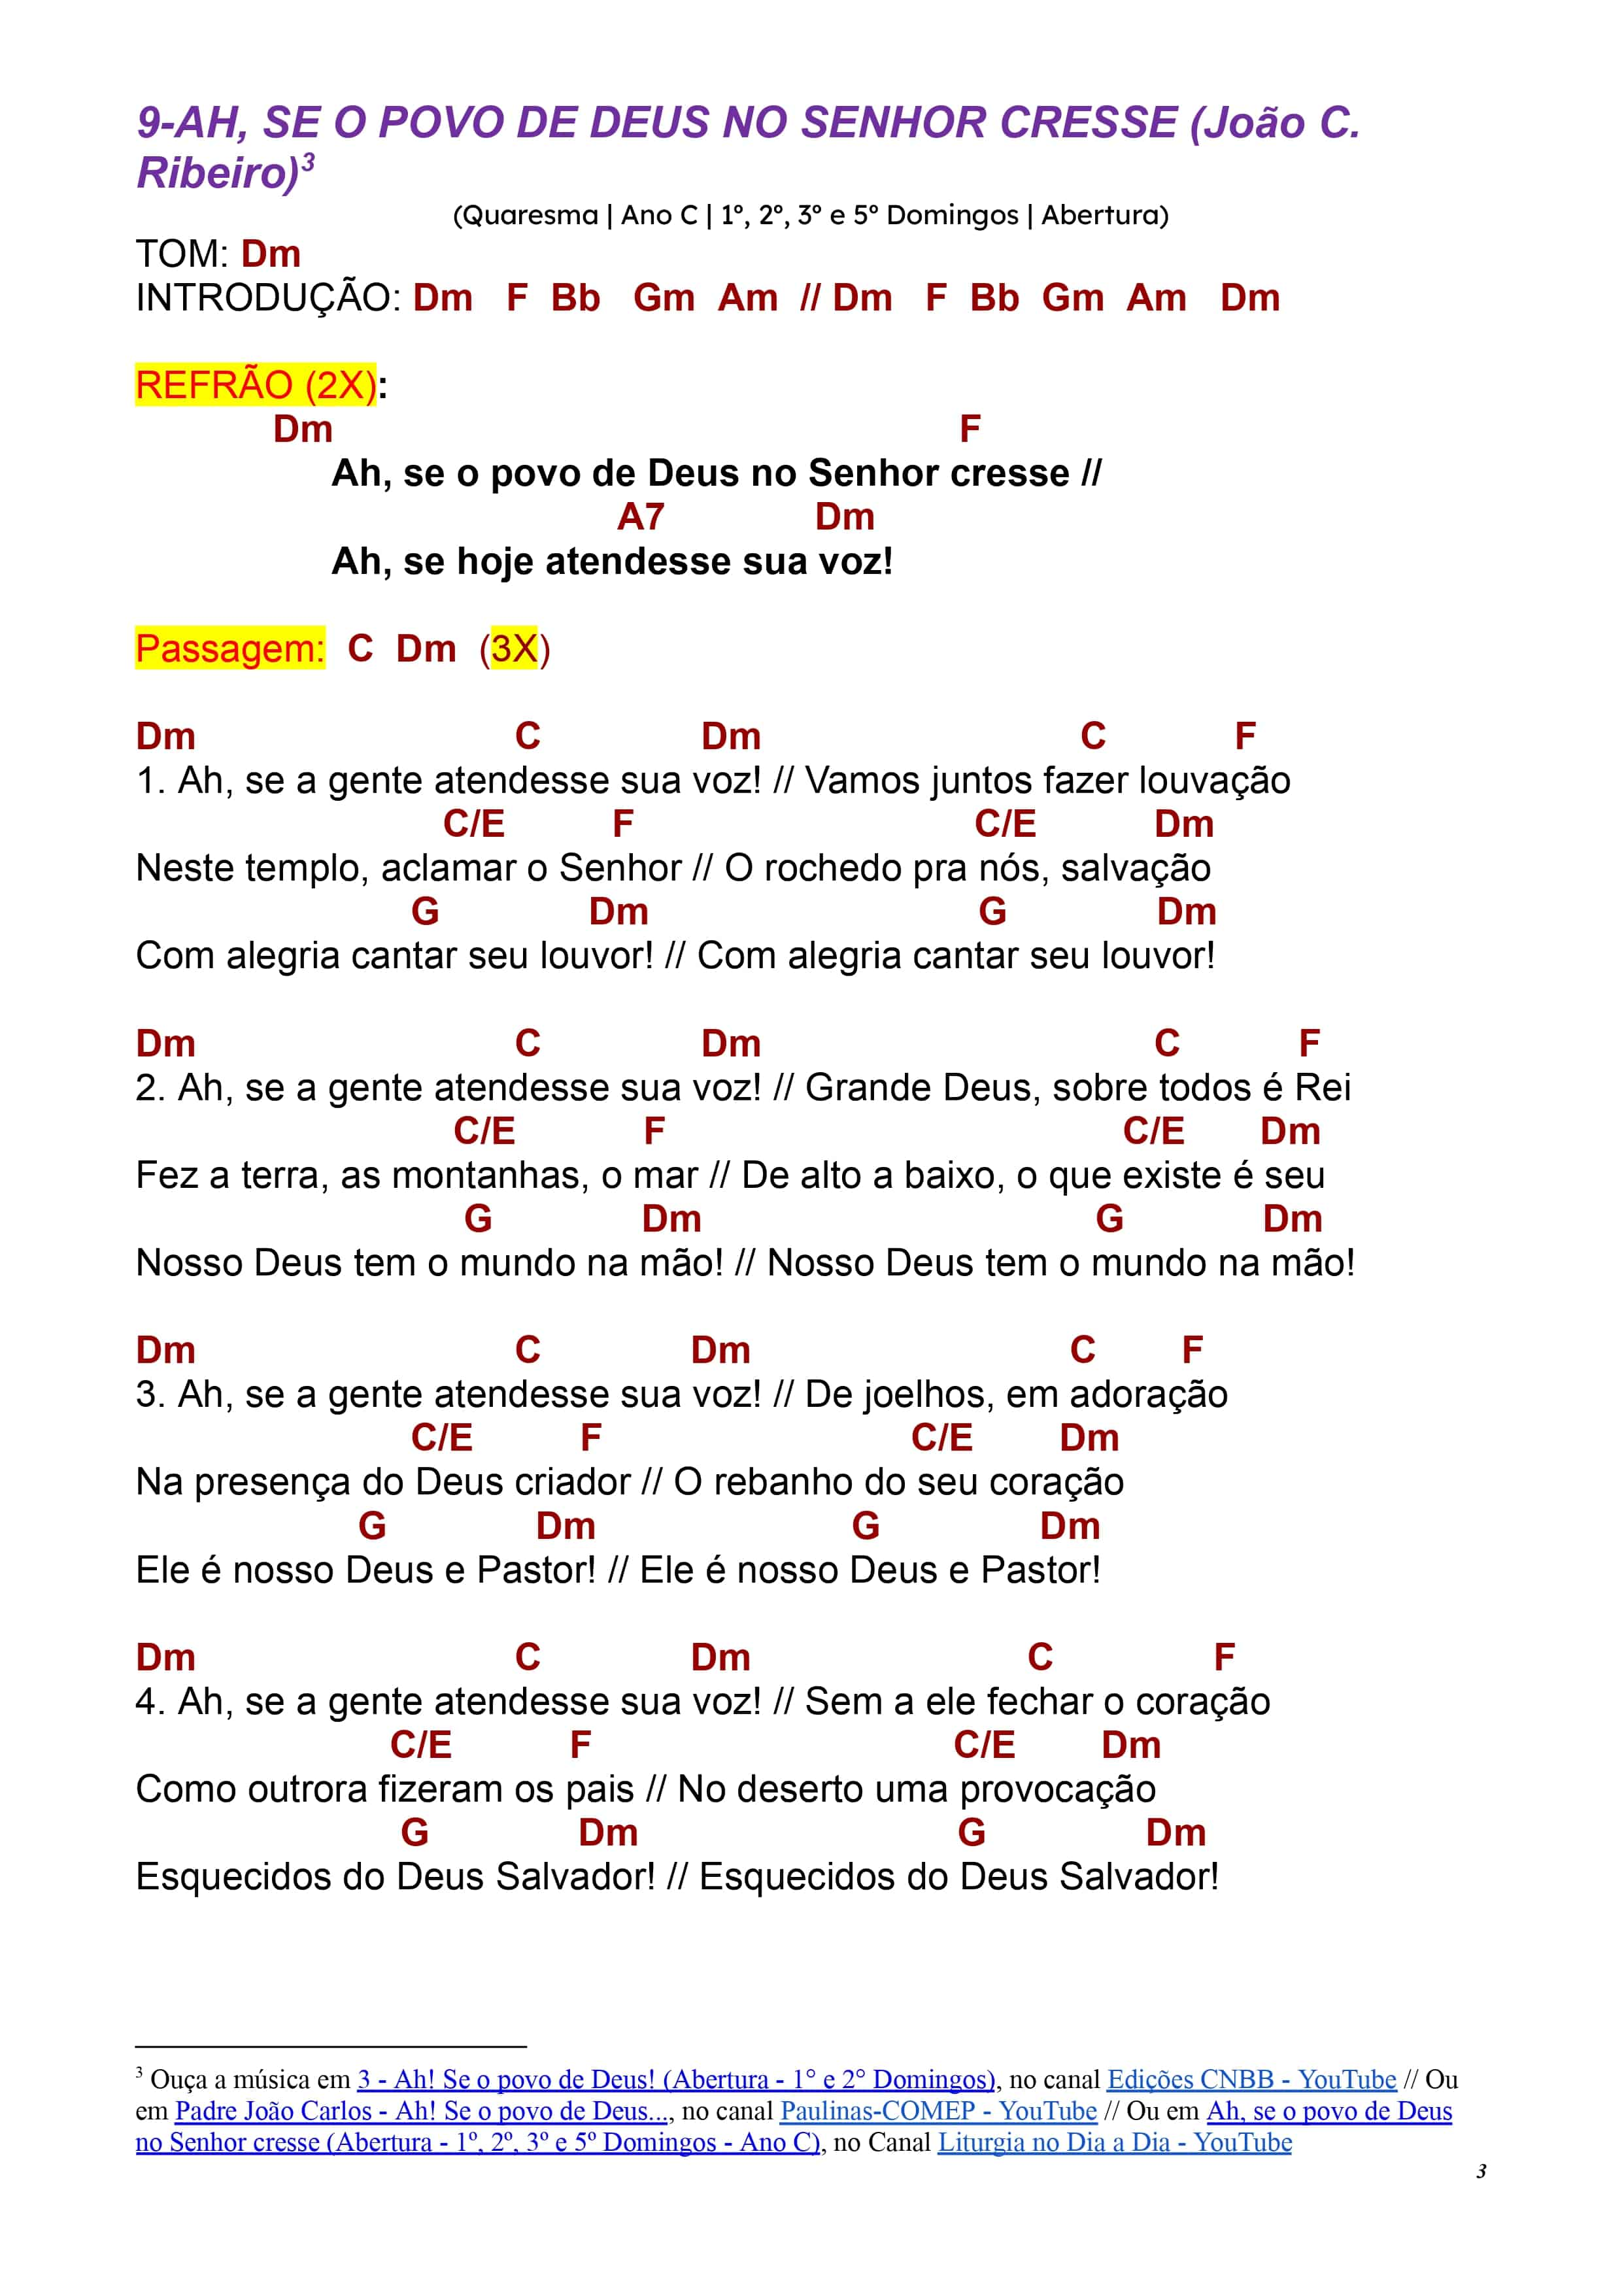 9-AH, SE O POVO DE DEUS NO SENHOR CRESSE (João C.
Ribeiro)³
(Quaresma | Ano C | 1º, 2º, 3º e 5º Domingos | Abertura)
TOM: Dm
INTRODUÇÃO: Dm F Bb Gm Am // Dm F Bb Gm Am Dm
REFRÃO (2X):
Dm F
Ah, se o povo de Deus no Senhor cresse //
A7 Dm
Ah, se hoje atendesse sua voz!
Passagem: C Dm (3X)
Dm C Dm C F
1. Ah, se a gente atendesse sua voz! // Vamos juntos fazer louvação
C/E F C/E Dm
Neste templo, aclamar o Senhor // O rochedo pra nós, salvação
G Dm G Dm
Com alegria cantar seu louvor! // Com alegria cantar seu louvor!
Dm C Dm C F
2. Ah, se a gente atendesse sua voz! // Grande Deus, sobre todos é Rei
C/E F C/E Dm
Fez a terra, as montanhas, o mar // De alto a baixo, o que existe é seu
G Dm G Dm
Nosso Deus tem o mundo na mão! // Nosso Deus tem o mundo na mão!
Dm C Dm C F
3. Ah, se a gente atendesse sua voz! // De joelhos, em adoração
C/E F C/E Dm
Na presença do Deus criador // O rebanho do seu coração
G Dm G Dm
Ele é nosso Deus e Pastor! // Ele é nosso Deus e Pastor!
Dm C Dm C F
4. Ah, se a gente atendesse sua voz! // Sem a ele fechar o coração
C/E F C/E Dm
Como outrora fizeram os pais // No deserto uma provocação
G Dm G Dm
Esquecidos do Deus Salvador! // Esquecidos do Deus Salvador!
³ Ouça a música em 3 - Ah! Se o povo de Deus! (Abertura - 1° e 2° Domingos), no canal Edições CNBB - YouTube // Ou
em Padre João Carlos - Ah! Se o povo de Deus..., no canal Paulinas-COMEP - YouTube // Ou em Ah, se o povo de Deus
no Senhor cresse (Abertura - 1º, 2º, 3º e 5º Domingos - Ano C), no Canal Liturgia no Dia a Dia - YouTube
3